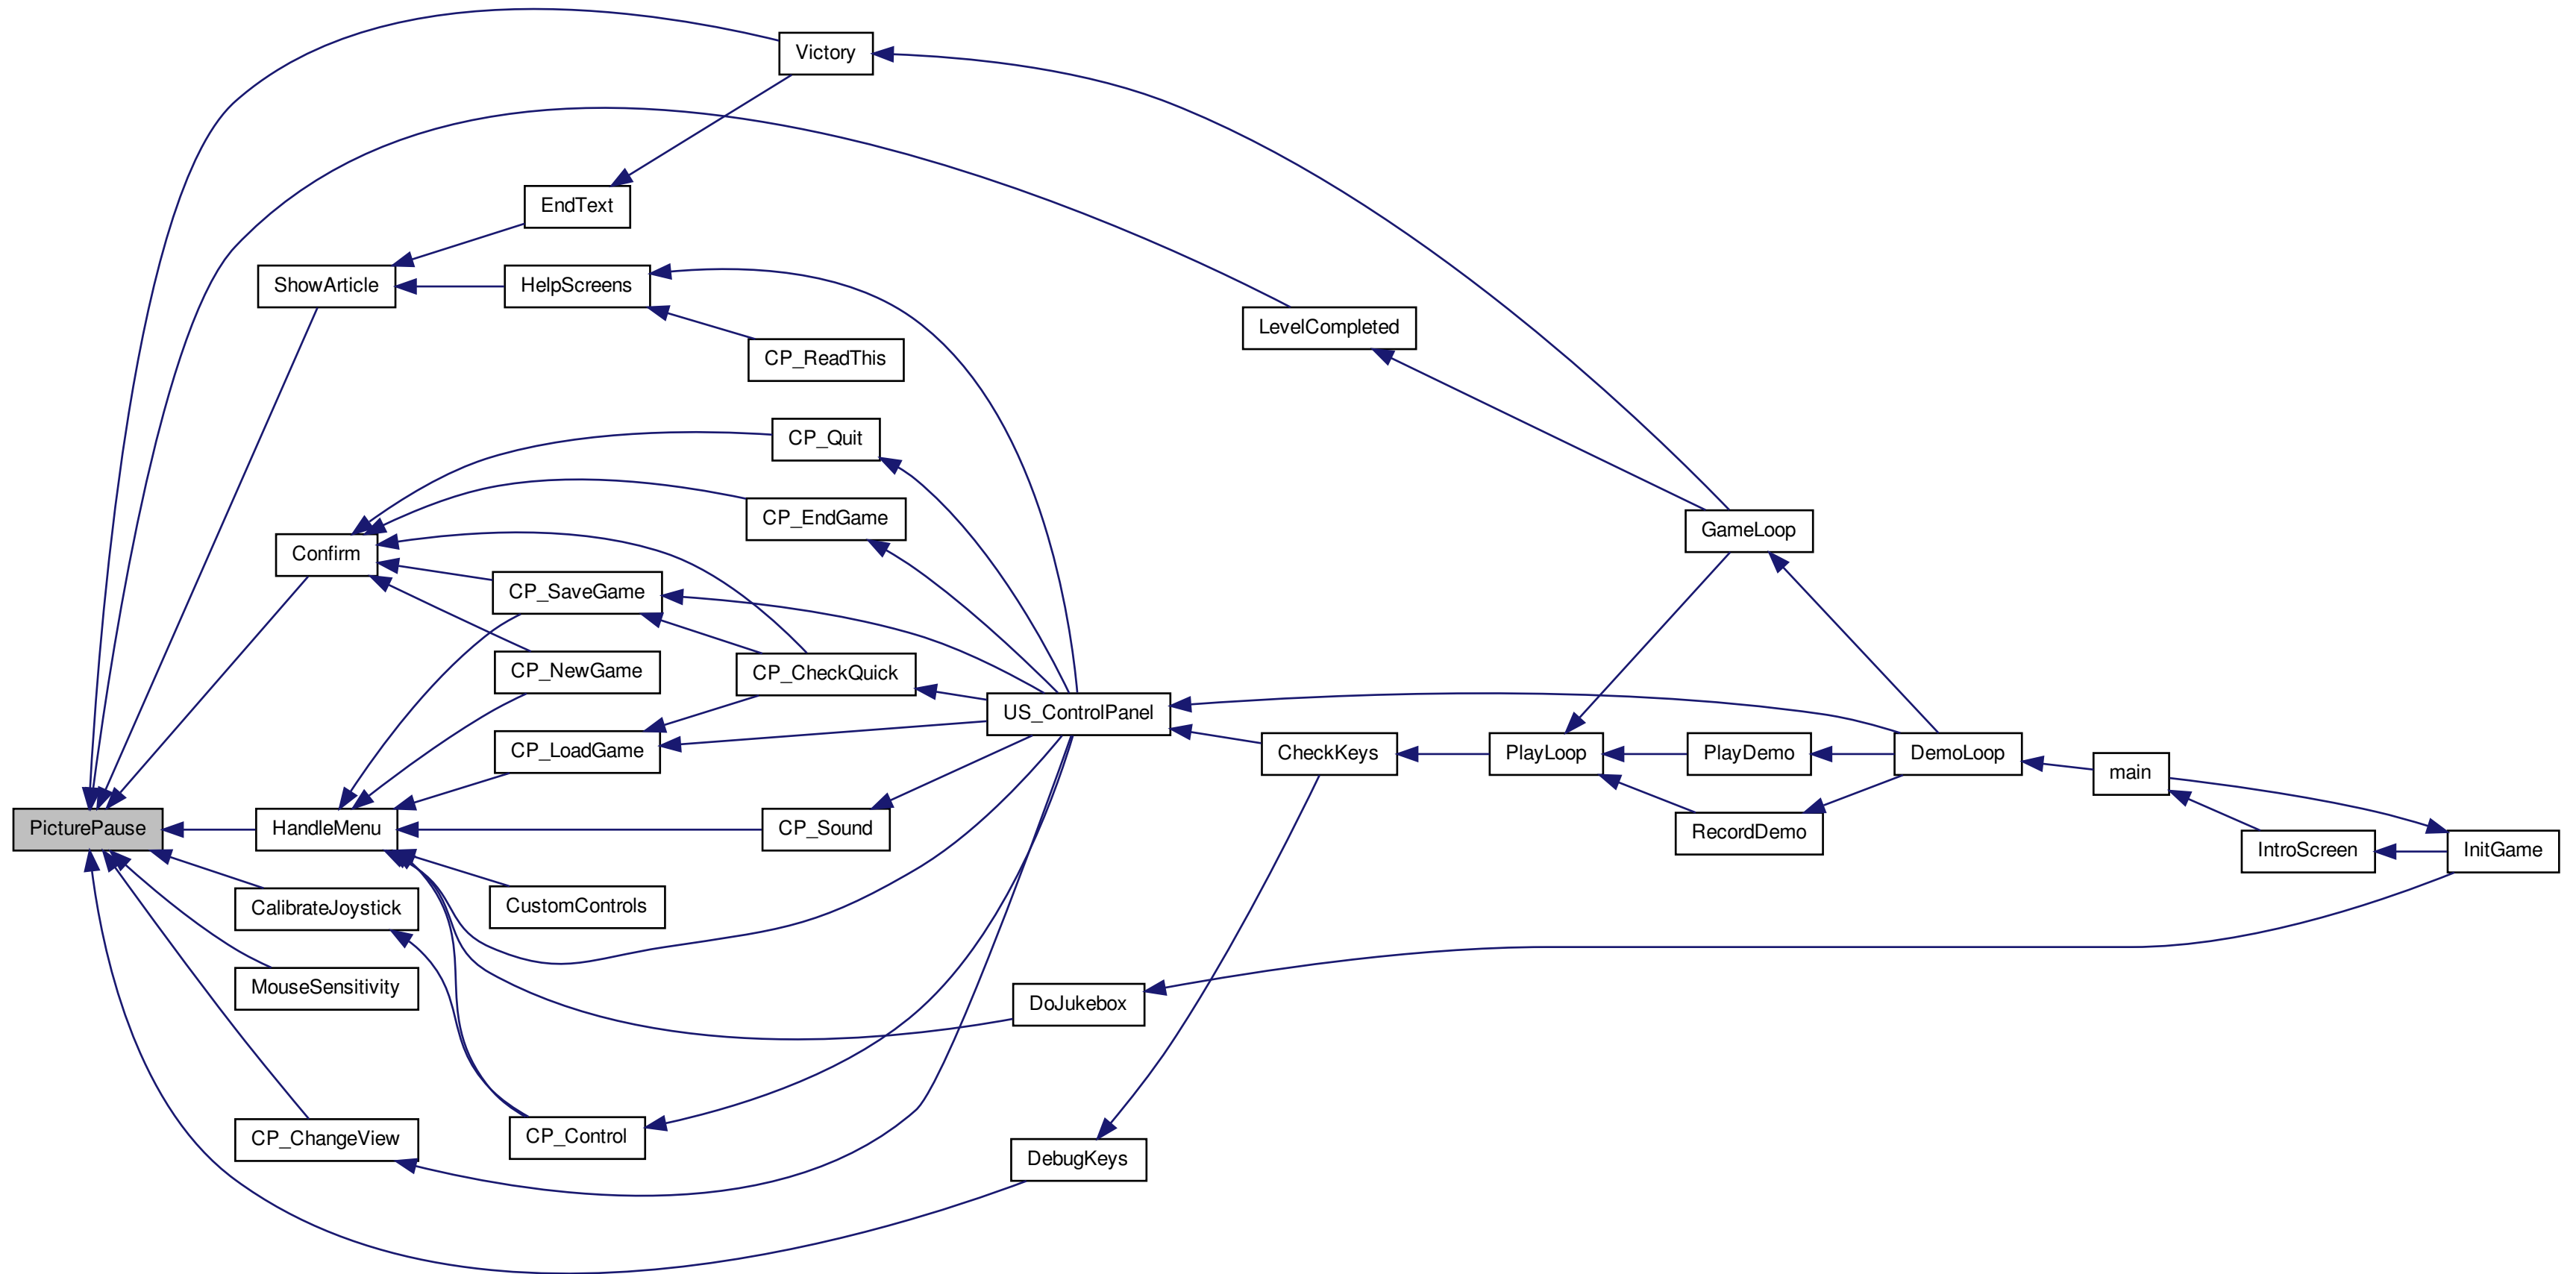 Victory
EndText
ShowArticle
HelpScreens
LevelCompleted
CP_ReadThis
CP_Quit
CP_EndGame
GameLoop
Confirm
CP_SaveGame
CP_NewGame
CP_CheckQuick
US_ControlPanel
CP_LoadGame
CheckKeys
PlayLoop
PlayDemo
DemoLoop
main
PicturePause
HandleMenu
CP_Sound
RecordDemo
IntroScreen
InitGame
CalibrateJoystick
CustomControls
MouseSensitivity
DoJukebox
CP_ChangeView
CP_Control
DebugKeys